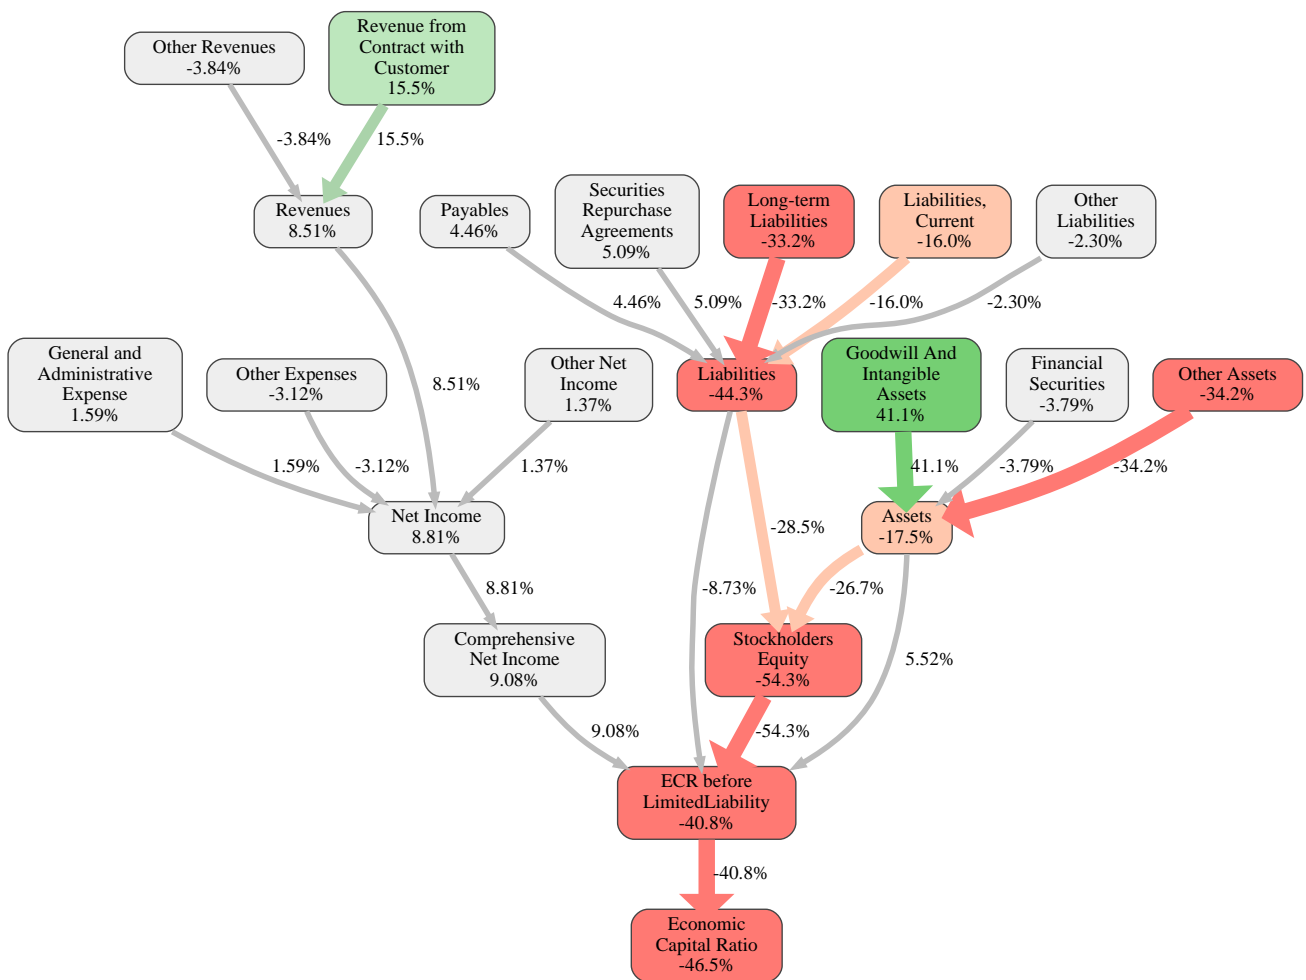 Other Revenues
-3.84%
Revenue from
Contract with
Customer
15.5%
-3.84%
15.5%
Revenues
8.51%
Payables
4.46%
Securities
Repurchase
Agreements
5.09%
Long-term
Liabilities
-33.2%
Liabilities,
Current
-16.0%
Other
Liabilities
-2.30%
4.46%
5.09%
-33.2%
-16.0%
-2.30%
General and
Administrative
Expense
1.59%
Other Expenses
-3.12%
8.51%
Other Net
Income
1.37%
Liabilities
-44.3%
Goodwill And
Intangible
Assets
41.1%
Financial
Securities
-3.79%
Other Assets
-34.2%
1.59%
-3.12%
1.37%
41.1%
-3.79%
-34.2%
Net Income
8.81%
-28.5%
Assets
-17.5%
8.81%
-8.73%
-26.7%
Comprehensive
Net Income
9.08%
Stockholders
Equity
-54.3%
5.52%
9.08%
-54.3%
ECR before
LimitedLiability
-40.8%
-40.8%
Economic
Capital Ratio
-46.5%